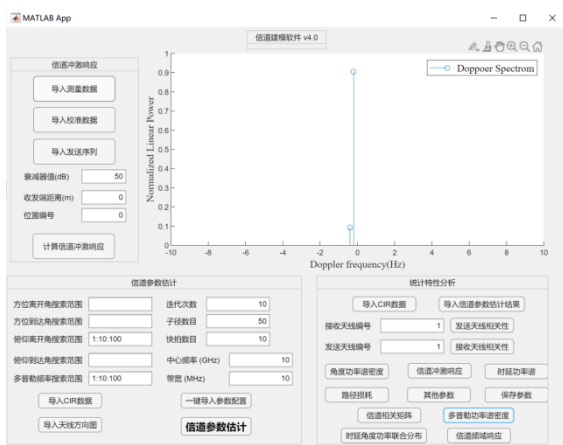 MATLAB App
信道建模软件 v4.0
信道冲激响应
导入测量数据
导入校准数据
导入发送序列
衰减器值(dB) 50
收发端距离(m) 0
位置编号 0
计算信道冲激响应
Doppoer Spectrom
Normalized Linear Power
1
0.9
0.8
0.7
0.6
0.5
0.4
0.3
0.2
0.1
0
-10 -8 -6 -4 -2 0 2 4 6 8 10
Doppler frequency(Hz)
信道参数估计
方位离开角搜索范围 迭代次数 10
方位到达角搜索范围 子径数目 50
俯仰离开角搜索范围 1:10:100 快拍数目 10
俯仰到达角搜索范围 中心频率 (GHz) 10
多普勒频率搜索范围 1:10:100 带宽 (MHz) 10
导入CIR数据 一键导入参数配置
导入天线方向图 信道参数估计
统计特性分析
导入CIR数据 导入信道参数估计结果
接收天线编号 1 发送天线相关性
发送天线编号 1 接收天线相关性
角度功率谱密度 信道冲激响应 时延功率谱
路径损耗 其他参数 保存参数
信道相关矩阵 多普勒功率谱密度
时延角度功率联合分布 信道频域响应